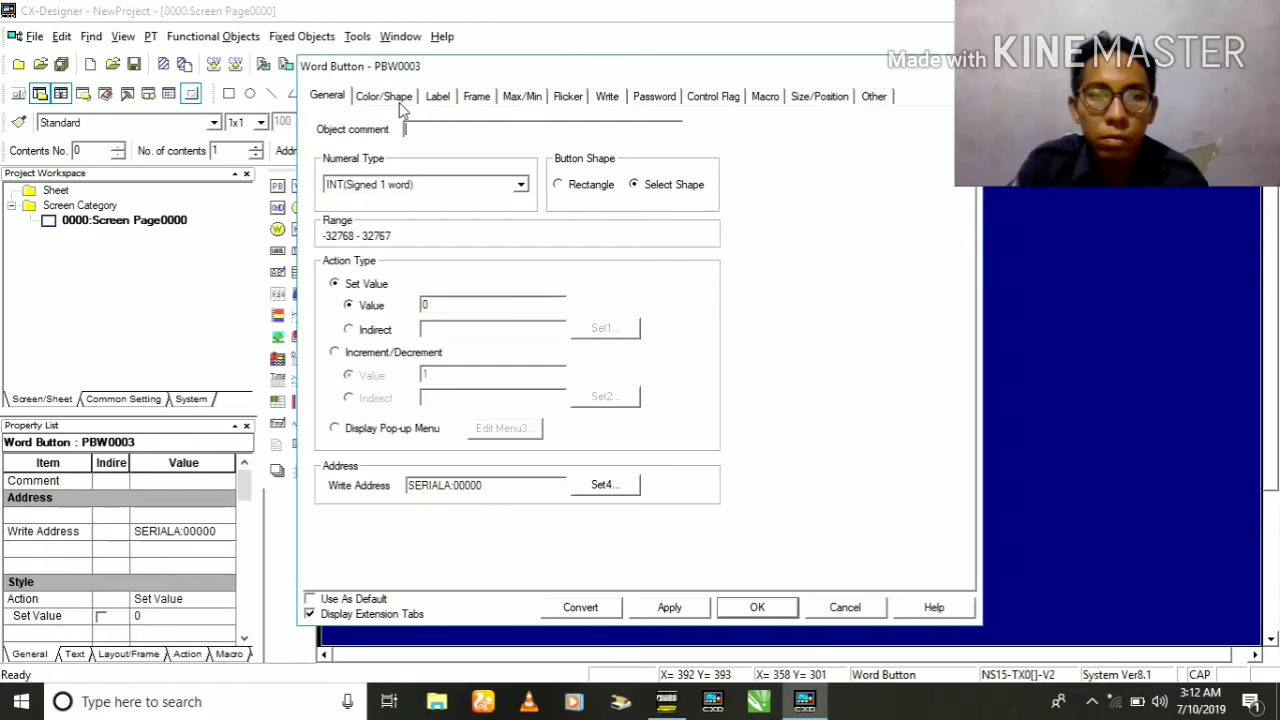 CX-Designer - NewProject - [0000:Screen Page0000]
File Edit Find View PT Functional Objects Fixed Objects Tools Window Help
Made with KINEMASTER
Word Button - PBW0003
General Color/Shape Label Frame Max/Min Flicker Write Password Control Flag Macro Size/Position Other
Standard 1x1 100
Object comment
Contents No. 0 No. of contents 1
Numeral Type Button Shape
INT(Signed 1 word) Rectangle Select Shape
Project Workspace
Sheet
Screen Category
0000:Screen Page0000
Range
-32768 - 32767
Action Type
Set Value
Value 0
Indirect Set1...
Increment/Decrement
Value 1
Indirect Set2...
Display Pop-up Menu Edit Menu3...
Address
Write Address SERIALA:00000 Set4...
Screen/Sheet Common Setting System
Property List
Word Button : PBW0003
Item Indire Value
Comment
Address
Write Address SERIALA:00000
Style
Action Set Value
Set Value 0
General Text Layout/Frame Action Macro
Use As Default
Display Extension Tabs
Convert Apply OK Cancel Help
Ready X= 392 Y= 393 X= 358 Y= 301 Word Button NS15-TX0[]-V2 System Ver8.1 CAP
Type here to search
3:12 AM
7/10/2019